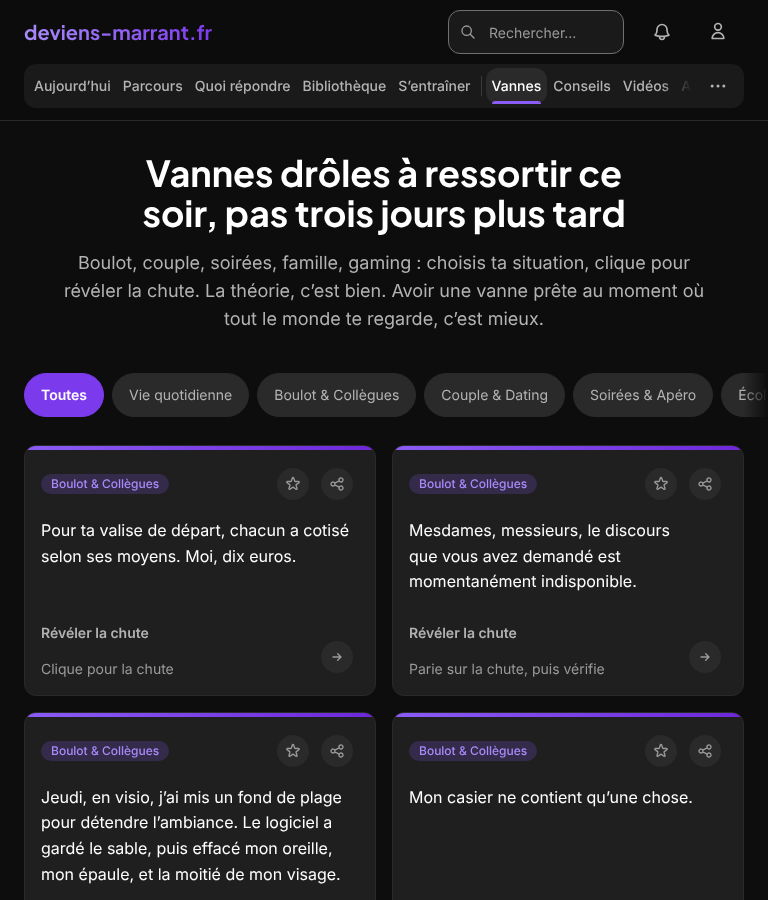 deviens-marrant.fr
Rechercher...
Aujourd’hui Parcours Quoi répondre Bibliothèque S’entraîner Vannes Conseils Vidéos
Vannes drôles à ressortir ce
soir, pas trois jours plus tard
Boulot, couple, soirées, famille, gaming : choisis ta situation, clique pour
révéler la chute. La théorie, c’est bien. Avoir une vanne prête au moment où
tout le monde te regarde, c’est mieux.
Toutes Vie quotidienne Boulot & Collègues Couple & Dating Soirées & Apéro
Boulot & Collègues
Pour ta valise de départ, chacun a cotisé
selon ses moyens. Moi, dix euros.
Révéler la chute
Clique pour la chute
Boulot & Collègues
Mesdames, messieurs, le discours
que vous avez demandé est
momentanément indisponible.
Révéler la chute
Parie sur la chute, puis vérifie
Boulot & Collègues
Jeudi, en visio, j’ai mis un fond de plage
pour détendre l’ambiance. Le logiciel a
gardé le sable, puis effacé mon oreille,
mon épaule, et la moitié de mon visage.
Boulot & Collègues
Mon casier ne contient qu’une chose.